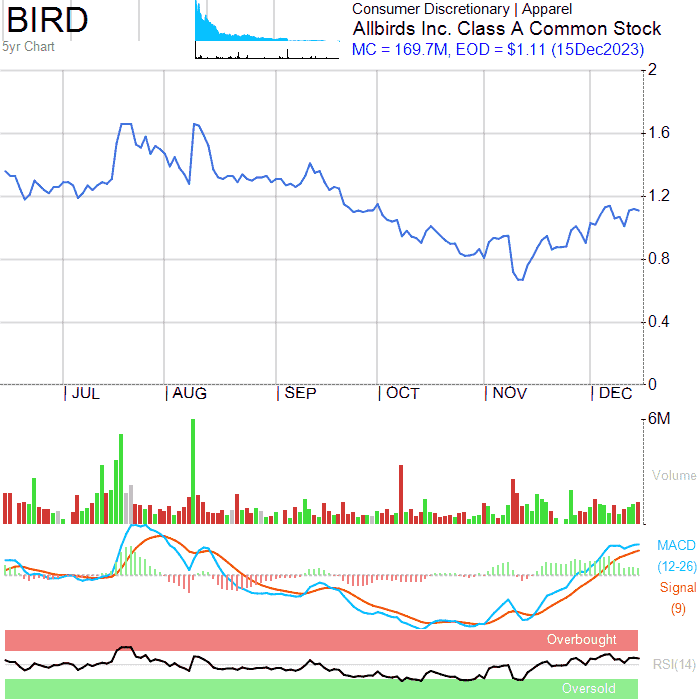 BIRD
5yr Chart
Consumer Discretionary | Apparel
Allbirds Inc. Class A Common Stock
MC = 169.7M, EOD = $1.11 (15Dec2023)
2
1.6
1.2
0.8
0.4
0
JUL AUG SEP OCT NOV DEC
6M
Volume
MACD
(12-26)
Signal
(9)
Overbought
RSI(14)
Oversold